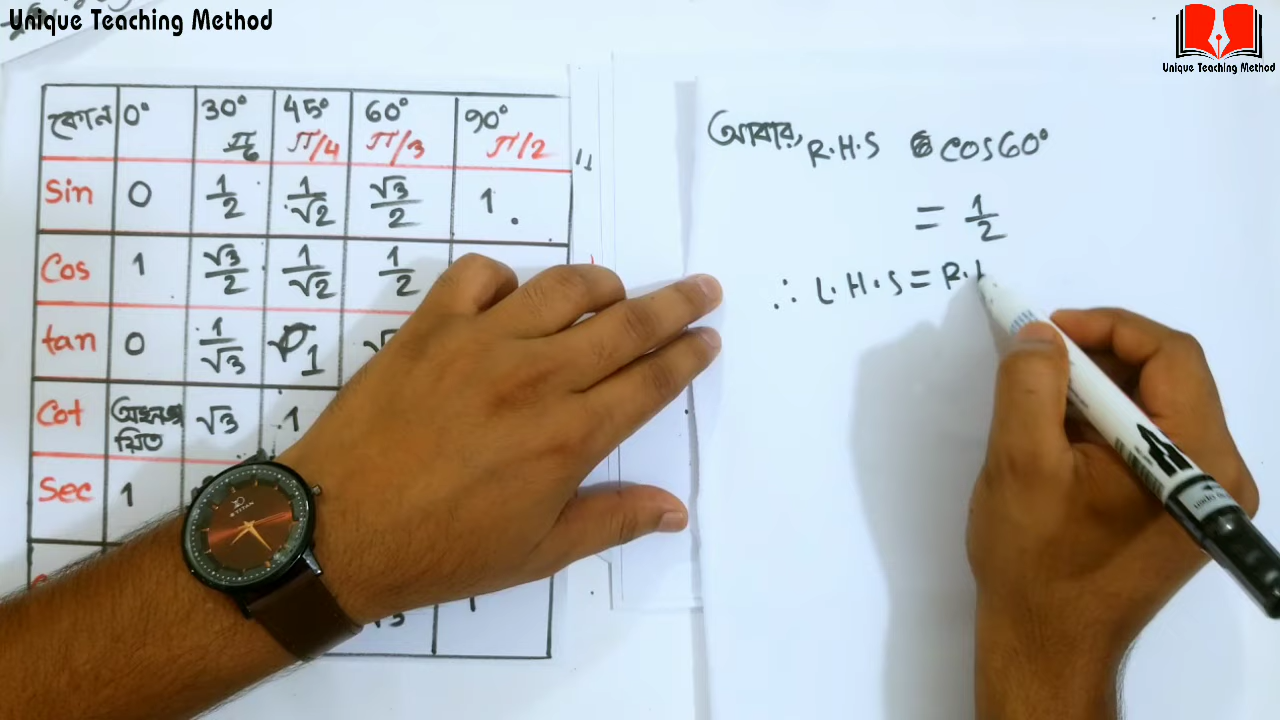 Unique Teaching Method
Unique Teaching Method
কোন 0° 30° 45° 60° 90°
π/6 π/4 π/3 π/2
Sin 0 1/2 1/√2 √3/2 1
Cos 1 √3/2 1/√2 1/2
tan 0 1/√3 1
Cot √3 1
Sec 1
√3
আবার, R.H.S cos60°
= 1/2
∴ L.H.S = R.